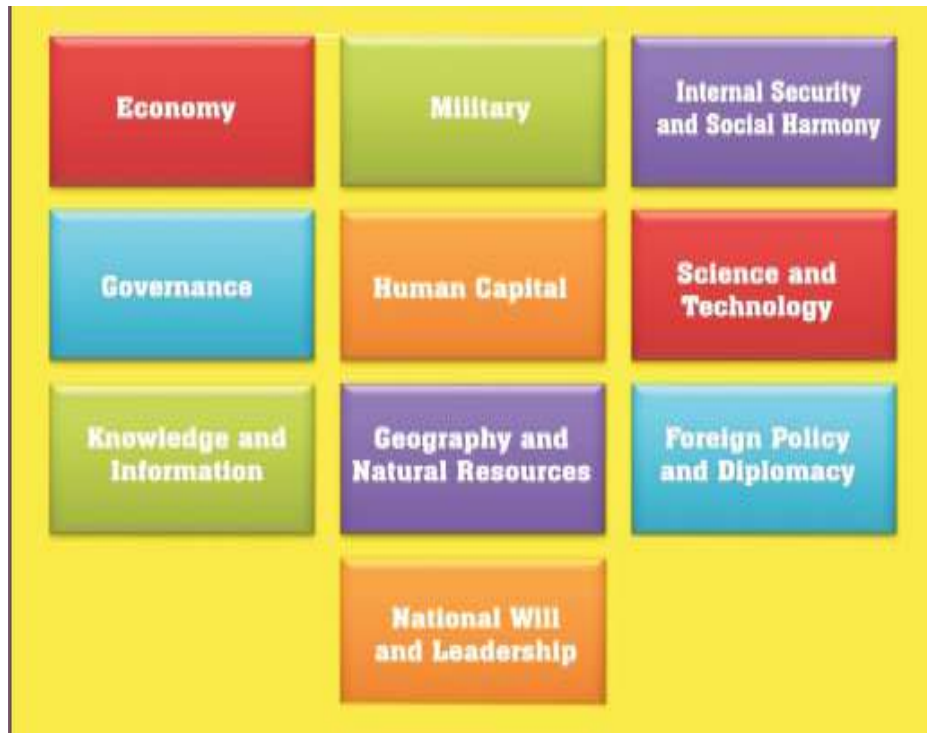 Economy
Military
Internal Security
and Social Harmony
Governance
Human Capital
Science and
Technology
Knowledge and
Information
Geography and
Natural Resources
Foreign Policy
and Diplomacy
National Will
and Leadership